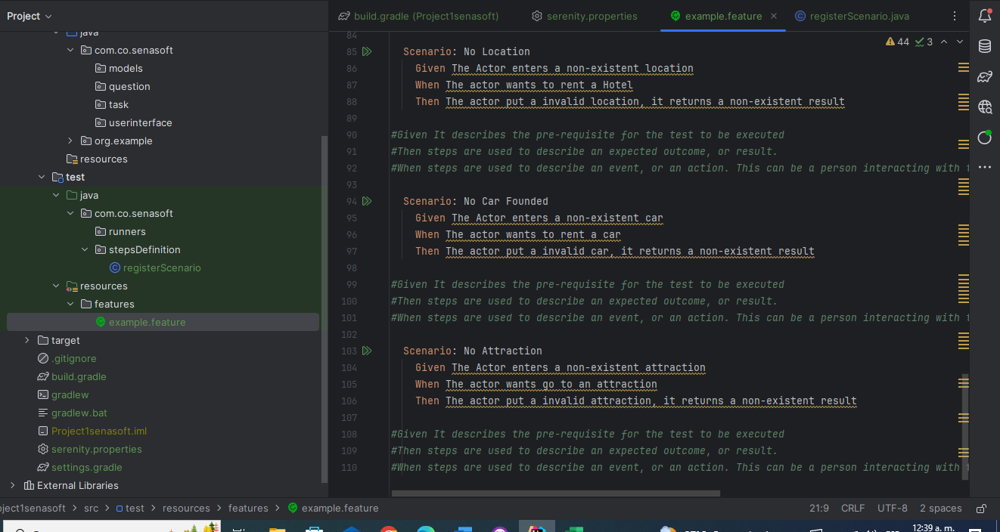 Project
build.gradle (Project1senasoft)
serenity.properties
example.feature
registerScenario.java
java
com.co.senasoft
models
question
task
userinterface
org.example
resources
test
java
com.co.senasoft
runners
stepsDefinition
registerScenario
resources
features
example.feature
target
.gitignore
build.gradle
gradlew
gradlew.bat
Project1senasoft.iml
serenity.properties
settings.gradle
External Libraries
44 3
84
85 Scenario: No Location
86 Given The Actor enters a non-existent location
87 When The actor wants to rent a Hotel
88 Then The actor put a invalid location, it returns a non-existent result
89
90 #Given It describes the pre-requisite for the test to be executed
91 #Then steps are used to describe an expected outcome, or result.
92 #When steps are used to describe an event, or an action. This can be a person interacting with
93
94 Scenario: No Car Founded
95 Given The Actor enters a non-existent car
96 When The actor wants to rent a car
97 Then The actor put a invalid car, it returns a non-existent result
98
99 #Given It describes the pre-requisite for the test to be executed
100 #Then steps are used to describe an expected outcome, or result.
101 #When steps are used to describe an event, or an action. This can be a person interacting with
102
103 Scenario: No Attraction
104 Given The Actor enters a non-existent attraction
105 When The actor wants go to an attraction
106 Then The actor put a invalid attraction, it returns a non-existent result
107
108 #Given It describes the pre-requisite for the test to be executed
109 #Then steps are used to describe an expected outcome, or result.
110 #When steps are used to describe an event, or an action. This can be a person interacting with
oject1senasoft > src > test > resources > features > example.feature
21:9 CRLF UTF-8 2 spaces
12:39 a. m.